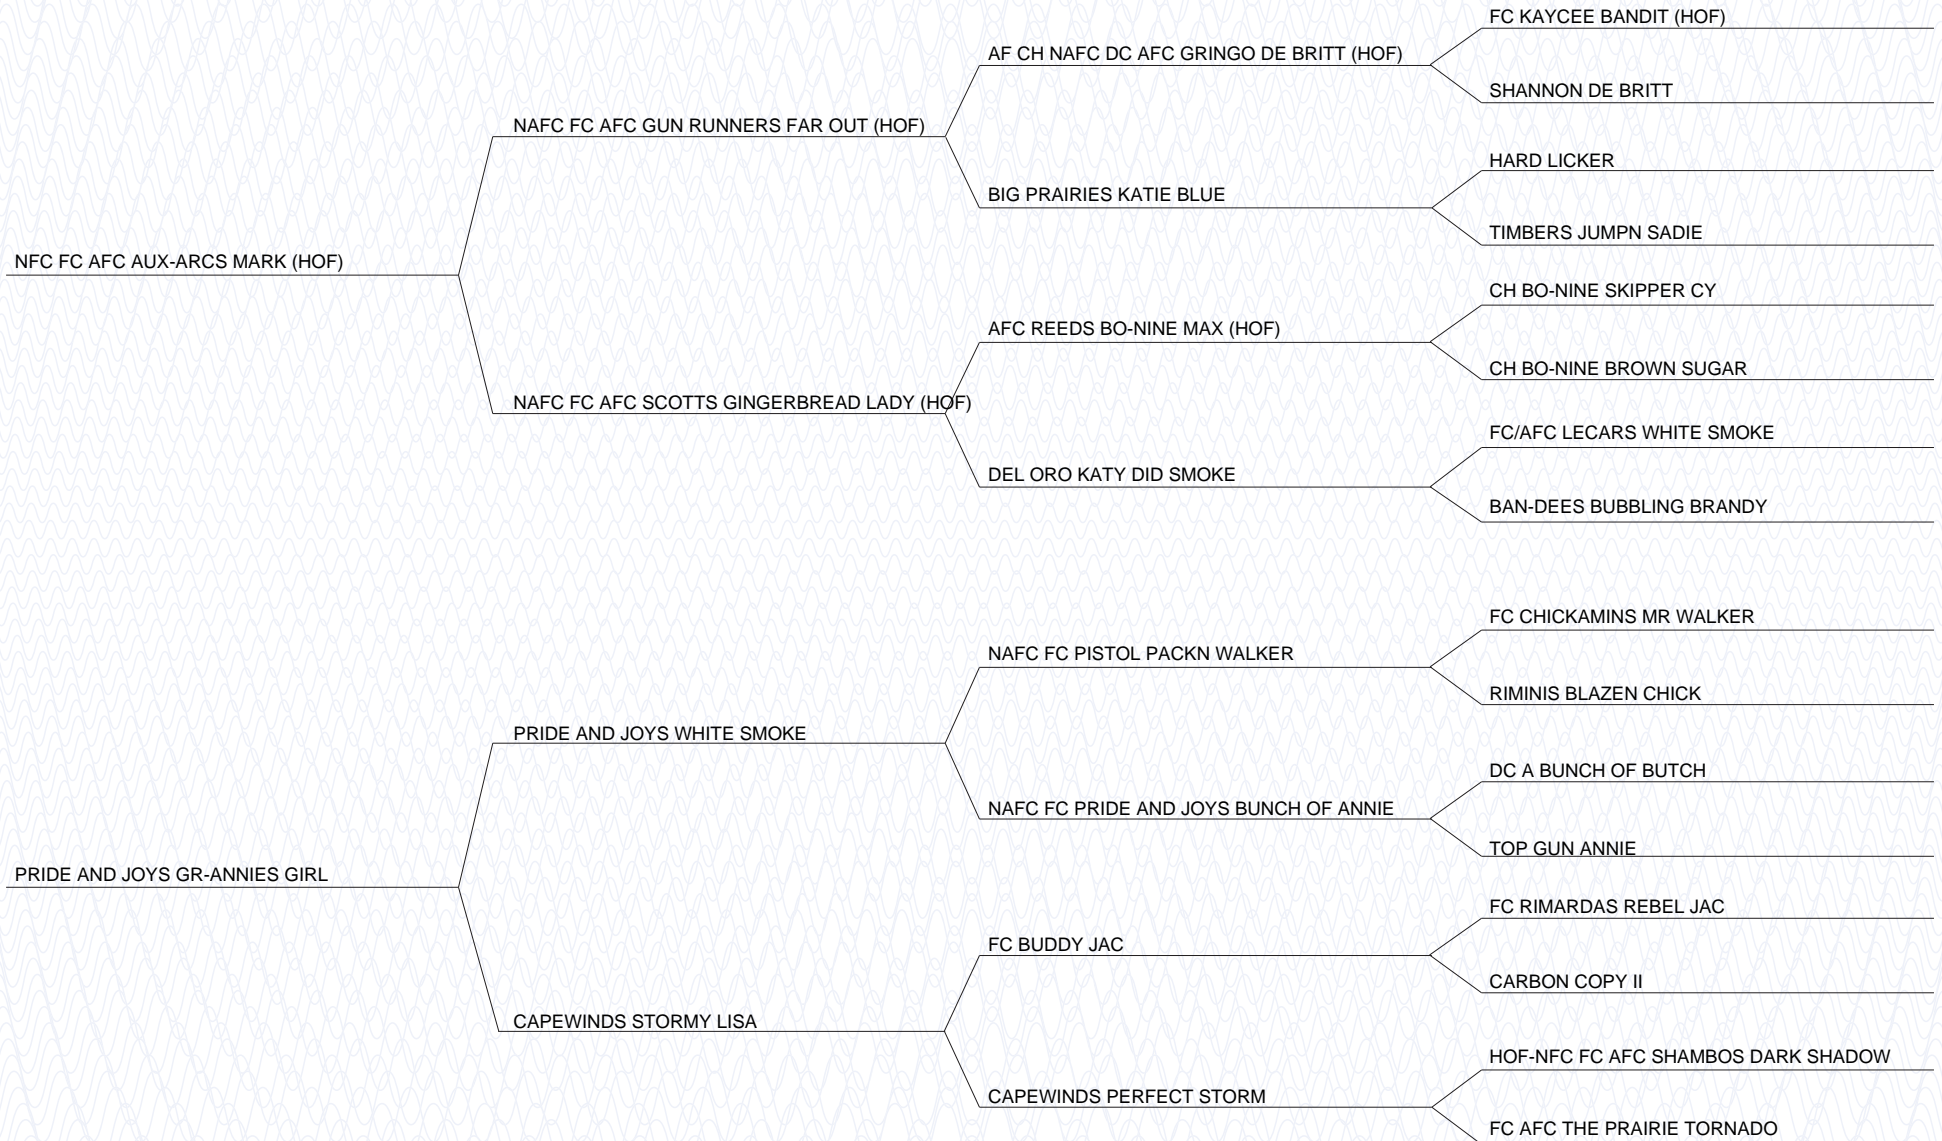 FC KAYCEE BANDIT (HOF)
AF CH NAFC DC AFC GRINGO DE BRITT (HOF)
SHANNON DE BRITT
NAFC FC AFC GUN RUNNERS FAR OUT (HOF)
HARD LICKER
BIG PRAIRIES KATIE BLUE
TIMBERS JUMPN SADIE
NFC FC AFC AUX-ARCS MARK (HOF)
CH BO-NINE SKIPPER CY
AFC REEDS BO-NINE MAX (HOF)
CH BO-NINE BROWN SUGAR
NAFC FC AFC SCOTTS GINGERBREAD LADY (HOF)
FC/AFC LECARS WHITE SMOKE
DEL ORO KATY DID SMOKE
BAN-DEES BUBBLING BRANDY
FC CHICKAMINS MR WALKER
NAFC FC PISTOL PACKN WALKER
RIMINIS BLAZEN CHICK
PRIDE AND JOYS WHITE SMOKE
DC A BUNCH OF BUTCH
NAFC FC PRIDE AND JOYS BUNCH OF ANNIE
TOP GUN ANNIE
PRIDE AND JOYS GR-ANNIES GIRL
FC RIMARDAS REBEL JAC
FC BUDDY JAC
CARBON COPY II
CAPEWINDS STORMY LISA
HOF-NFC FC AFC SHAMBOS DARK SHADOW
CAPEWINDS PERFECT STORM
FC AFC THE PRAIRIE TORNADO